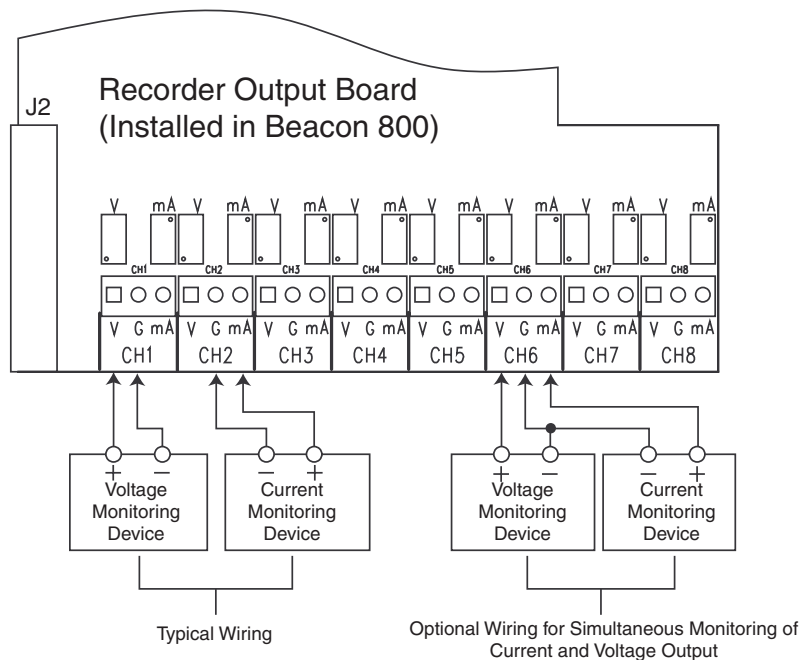 Recorder Output Board
(Installed in Beacon 800)
J2
V mA V mA V mA V mA V mA V mA V mA V mA
CH1 CH2 CH3 CH4 CH5 CH6 CH7 CH8
V G mA V G mA V G mA V G mA V G mA V G mA V G mA V G mA
CH1 CH2 CH3 CH4 CH5 CH6 CH7 CH8
+ − − + + − − +
Voltage
Monitoring
Device
Current
Monitoring
Device
Voltage
Monitoring
Device
Current
Monitoring
Device
Typical Wiring
Optional Wiring for Simultaneous Monitoring of
Current and Voltage Output